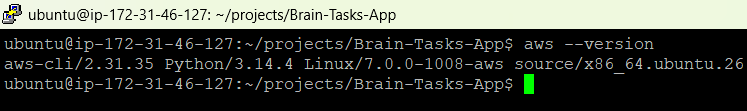 ubuntu@ip-172-31-46-127: ~/projects/Brain-Tasks-App
ubuntu@ip-172-31-46-127:~/projects/Brain-Tasks-App$ aws --version
aws-cli/2.31.35 Python/3.14.4 Linux/7.0.0-1008-aws source/x86_64.ubuntu.26
ubuntu@ip-172-31-46-127:~/projects/Brain-Tasks-App$